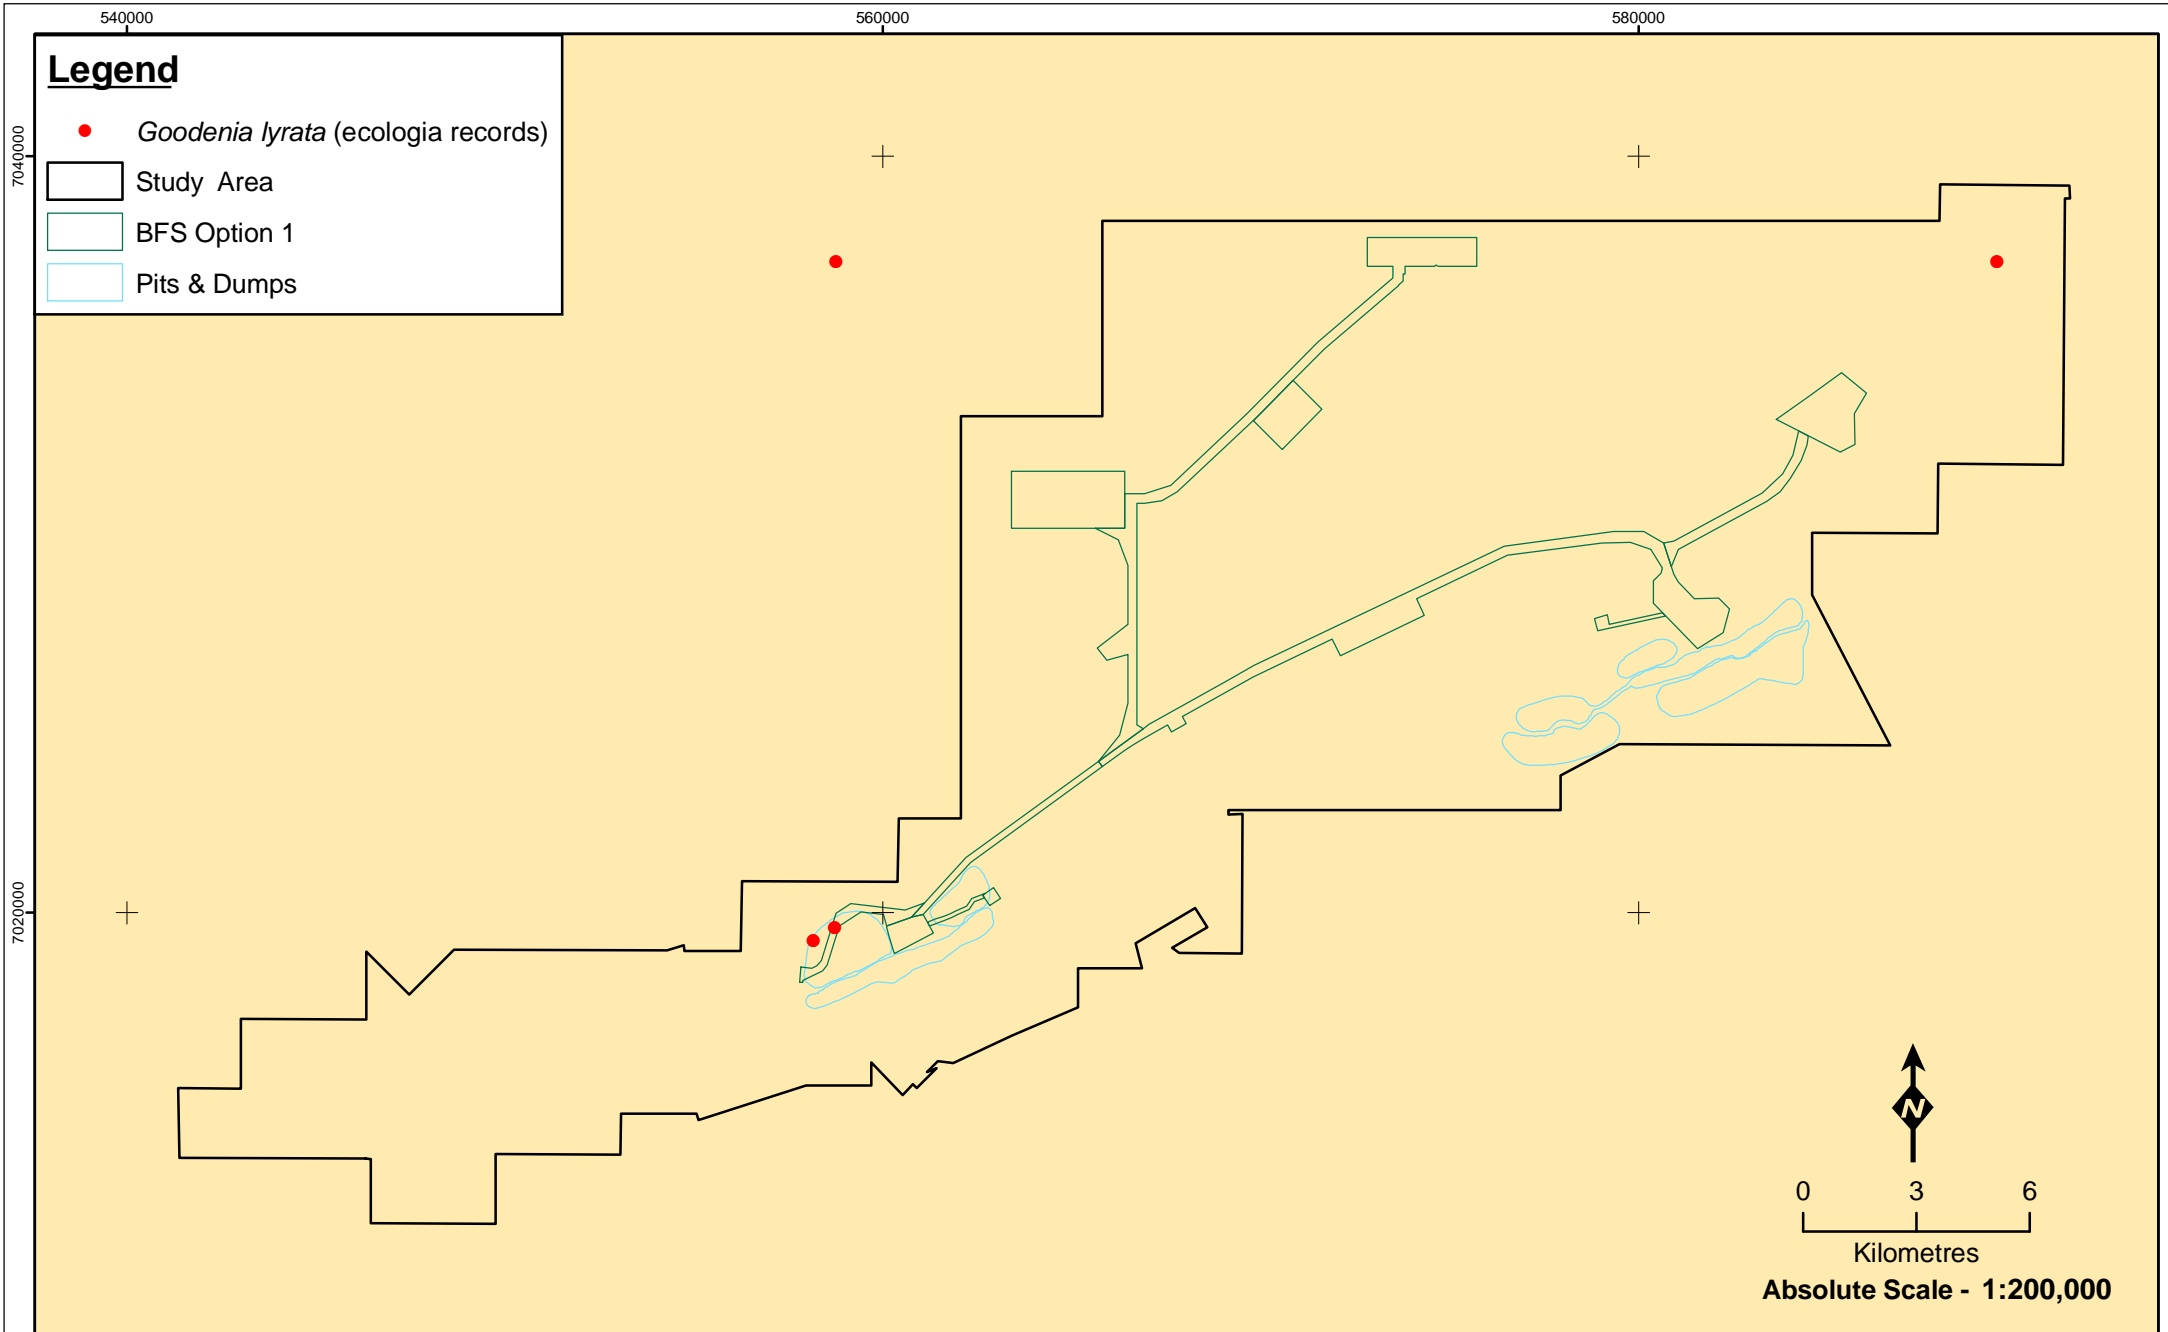 540000
560000
580000
Legend
Goodenia lyrata (ecologia records)
Study Area
BFS Option 1
Pits & Dumps
7040000
7020000
N
0 3 6
Kilometres
Absolute Scale - 1:200,000